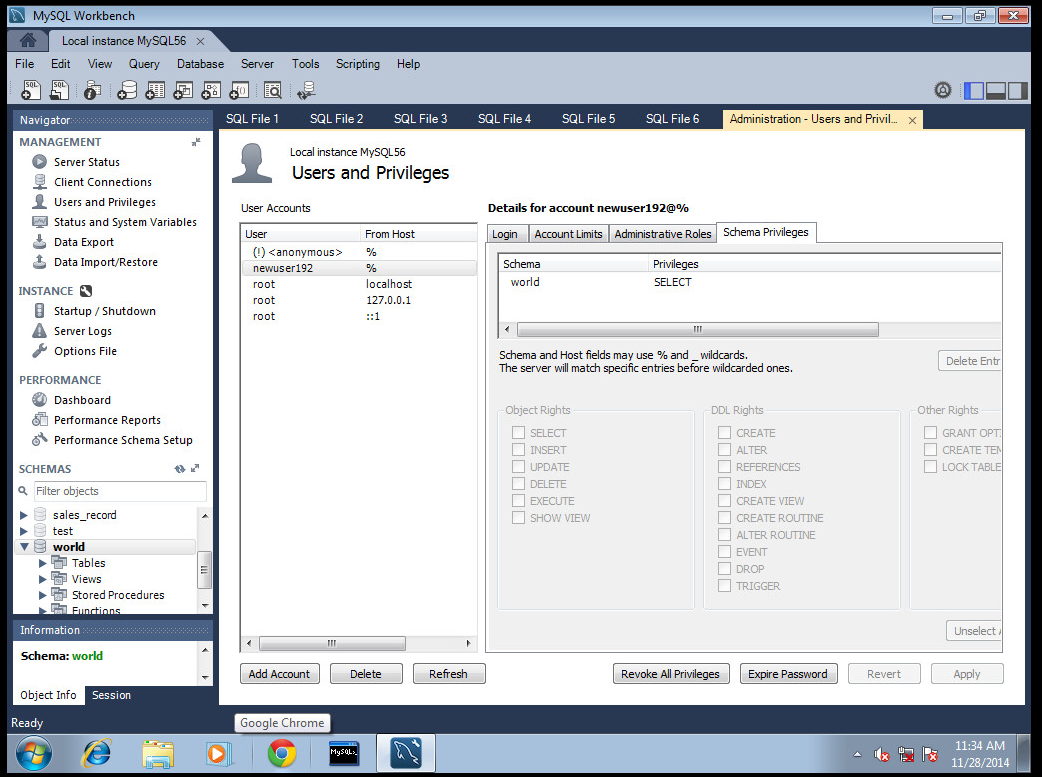 MySQL Workbench
Local instance MySQL56
File Edit View Query Database Server Tools Scripting Help
Navigator
MANAGEMENT
Server Status
Client Connections
Users and Privileges
Status and System Variables
Data Export
Data Import/Restore
INSTANCE
Startup / Shutdown
Server Logs
Options File
PERFORMANCE
Dashboard
Performance Reports
Performance Schema Setup
SCHEMAS
Filter objects
sales_record
test
world
Tables
Views
Stored Procedures
Functions
Information
Schema: world
Object Info Session
Ready
SQL File 1 SQL File 2 SQL File 3 SQL File 4 SQL File 5 SQL File 6 Administration - Users and Privil...
Local instance MySQL56
Users and Privileges
User Accounts
User From Host
(!) <anonymous> %
newuser192 %
root localhost
root 127.0.0.1
root ::1
Details for account newuser192@%
Login Account Limits Administrative Roles Schema Privileges
Schema Privileges
world SELECT
Schema and Host fields may use % and _ wildcards.
The server will match specific entries before wildcarded ones.
Delete Entr
Object Rights
SELECT
INSERT
UPDATE
DELETE
EXECUTE
SHOW VIEW
DDL Rights
CREATE
ALTER
REFERENCES
INDEX
CREATE VIEW
CREATE ROUTINE
ALTER ROUTINE
EVENT
DROP
TRIGGER
Other Rights
GRANT OPT
CREATE TEM
LOCK TABLE
Unselect A
Add Account Delete Refresh Revoke All Privileges Expire Password Revert Apply
Google Chrome
MySQL
11:34 AM
11/28/2014